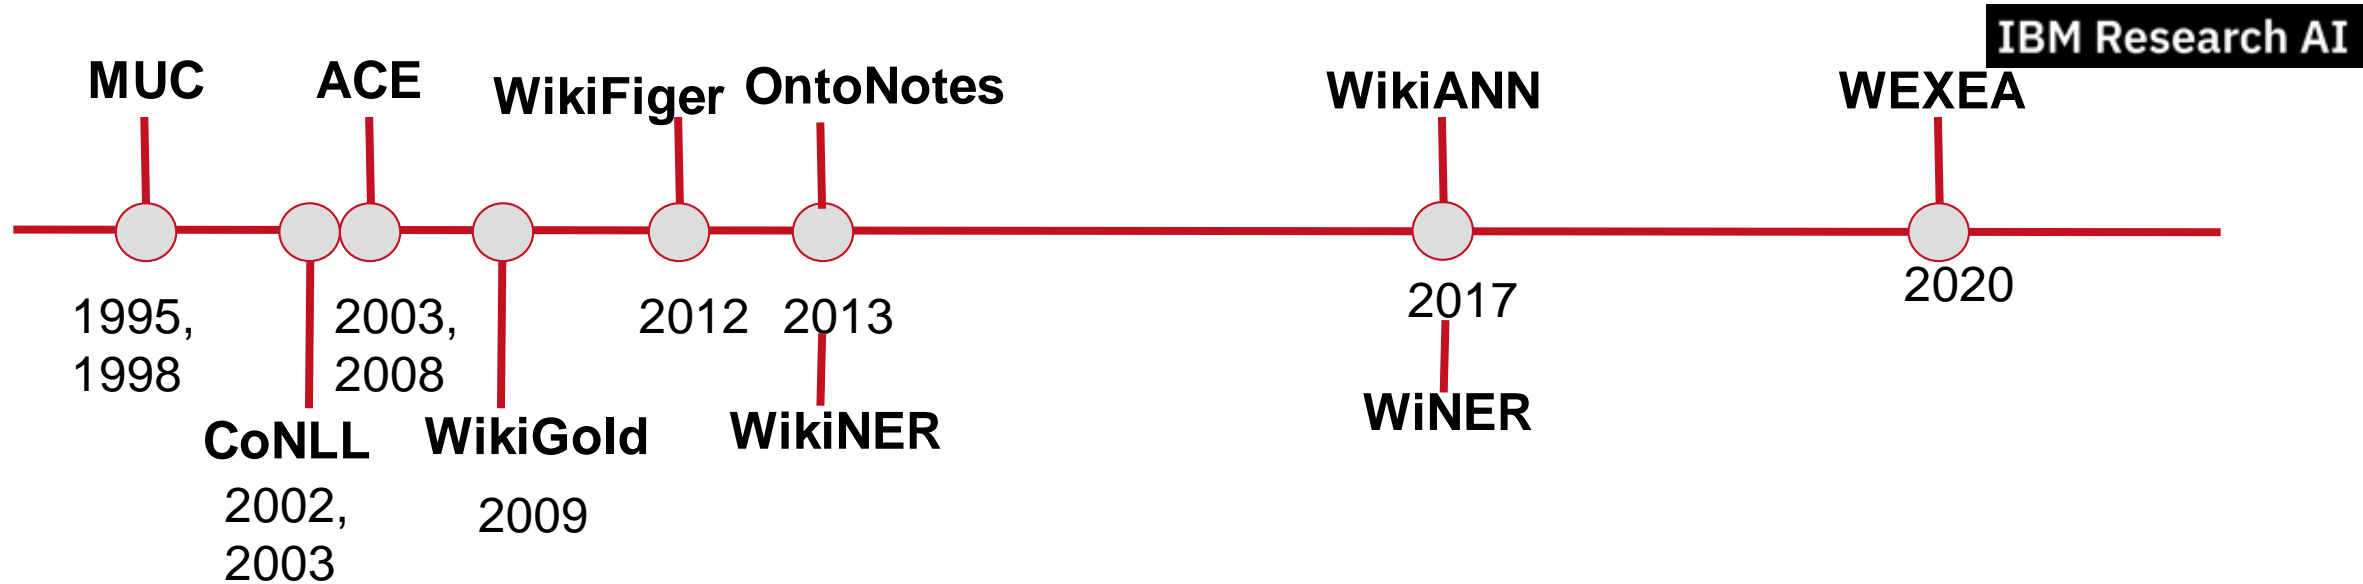 IBM Research AI
MUC
ACE
WikiFiger
OntoNotes
WikiANN
WEXEA
1995,
1998
2003,
2008
2012
2013
2017
2020
CoNLL
2002,
2003
WikiGold
2009
WikiNER
WiNER